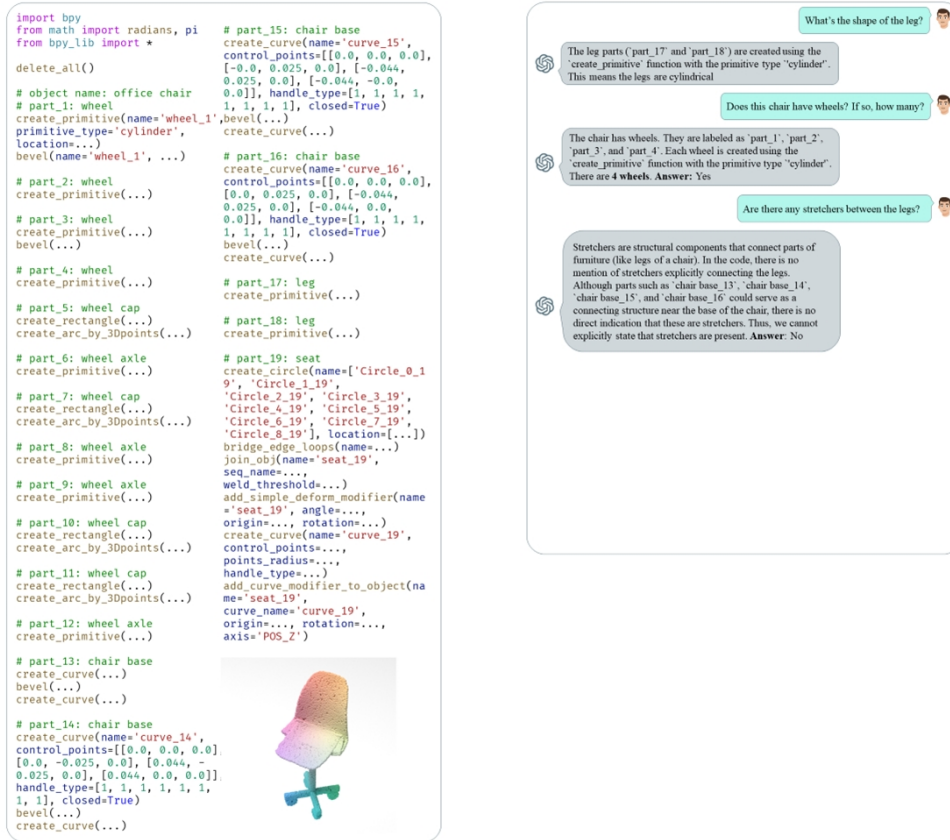 import bpy
from math import radians, pi
from bpy_lib import *
delete_all()
# object name: office chair
# part_1: wheel
create_primitive(name='wheel_1',
primitive_type='cylinder',
location=...)
bevel(name='wheel_1', ...)
# part_2: wheel
create_primitive(...)
# part_3: wheel
create_primitive(...)
bevel(...)
# part_4: wheel
create_primitive(...)
# part_5: wheel cap
create_rectangle(...)
create_arc_by_3Dpoints(...)
# part_6: wheel axle
create_primitive(...)
# part_7: wheel cap
create_rectangle(...)
create_arc_by_3Dpoints(...)
# part_8: wheel axle
create_primitive(...)
# part_9: wheel axle
create_primitive(...)
# part_10: wheel cap
create_rectangle(...)
create_arc_by_3Dpoints(...)
# part_11: wheel cap
create_rectangle(...)
create_arc_by_3Dpoints(...)
# part_12: wheel axle
create_primitive(...)
# part_13: chair base
create_curve(...)
bevel(...)
create_curve(...)
# part_14: chair base
create_curve(name='curve_14',
control_points=[[0.0, 0.0, 0.0],
[0.0, -0.025, 0.0], [0.044, -
0.025, 0.0], [0.044, 0.0, 0.0]],
handle_type=[1, 1, 1, 1, 1, 1,
1, 1], closed=True)
bevel(...)
create_curve(...)
# part_15: chair base
create_curve(name='curve_15',
control_points=[[0.0, 0.0, 0.0],
[-0.0, 0.025, 0.0], [-0.044,
0.025, 0.0], [-0.044, -0.0,
0.0]], handle_type=[1, 1, 1, 1,
1, 1, 1, 1], closed=True)
bevel(...)
create_curve(...)
# part_16: chair base
create_curve(name='curve_16',
control_points=[[0.0, 0.0, 0.0],
[0.0, 0.025, 0.0], [-0.044,
0.025, 0.0], [-0.044, 0.0,
0.0]], handle_type=[1, 1, 1, 1,
1, 1, 1, 1], closed=True)
bevel(...)
create_curve(...)
# part_17: leg
create_primitive(...)
# part_18: leg
create_primitive(...)
# part_19: seat
create_circle(name=['Circle_0_1
9', 'Circle_1_19',
'Circle_2_19', 'Circle_3_19',
'Circle_4_19', 'Circle_5_19',
'Circle_6_19', 'Circle_7_19',
'Circle_8_19'], location=[...])
bridge_edge_loops(name=...)
join_obj(name='seat_19',
seq_name=...,
weld_threshold=...)
add_simple_deform_modifier(name
='seat_19', angle=...,
origin=..., rotation=...)
create_curve(name='curve_19',
control_points=...,
points_radius=...,
handle_type=...)
add_curve_modifier_to_object(na
me='seat_19',
curve_name='curve_19',
origin=..., rotation=...,
axis='POS_Z')
What's the shape of the leg?
The leg parts (`part_17` and `part_18`) are created using the
`create_primitive` function with the primitive type `"cylinder"`.
This means the legs are cylindrical
Does this chair have wheels? If so, how many?
The chair has wheels. They are labeled as `part_1`, `part_2`,
`part_3`, and `part_4`. Each wheel is created using the
`create_primitive` function with the primitive type `"cylinder"`.
There are 4 wheels. Answer: Yes
Are there any stretchers between the legs?
Stretchers are structural components that connect parts of
furniture (like legs of a chair). In the code, there is no
mention of stretchers explicitly connecting the legs.
Although parts such as `chair base_13`, `chair base_14`,
`chair base_15`, and `chair base_16` could serve as a
connecting structure near the base of the chair, there is no
direct indication that these are stretchers. Thus, we cannot
explicitly state that stretchers are present. Answer: No